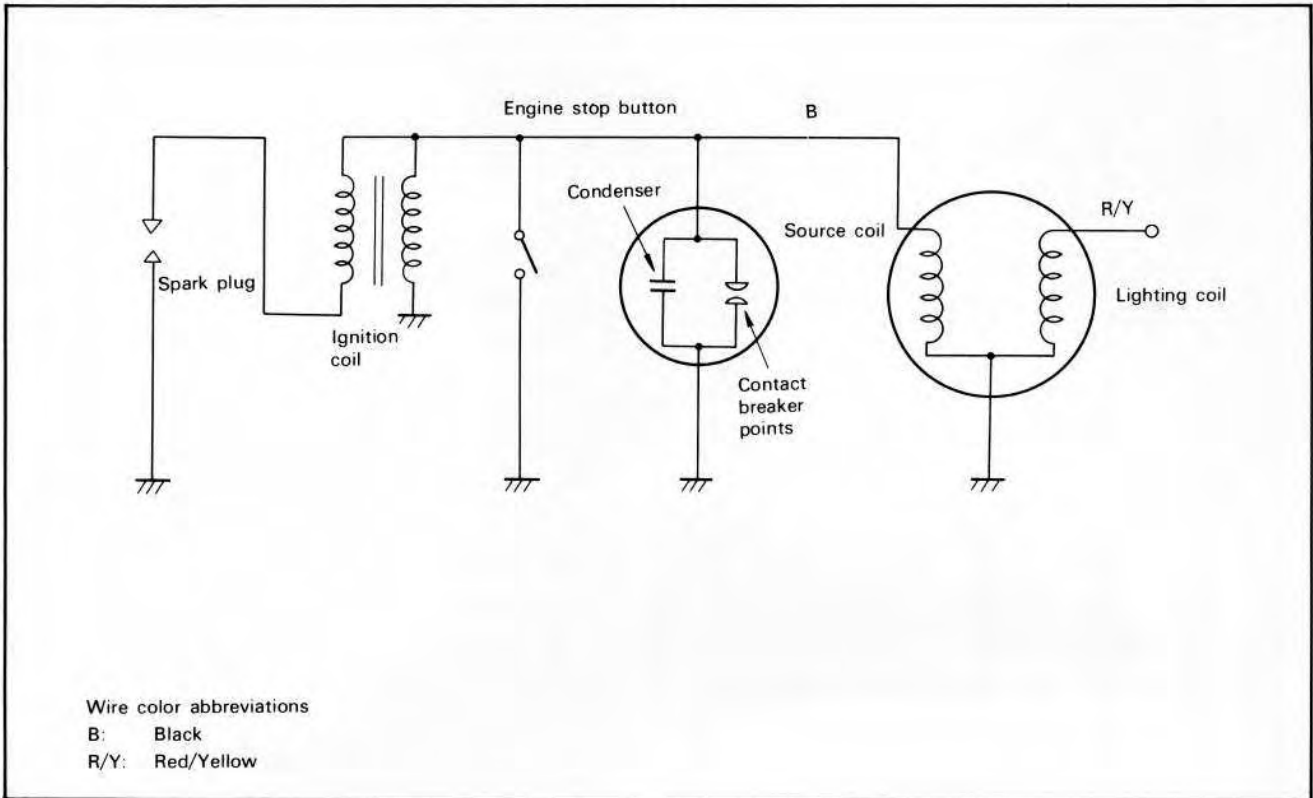 Engine stop button
B
Condenser
Source coil
R/Y
Spark plug
Lighting coil
Ignition
coil
Contact
breaker
points
Wire color abbreviations
B: Black
R/Y: Red/Yellow